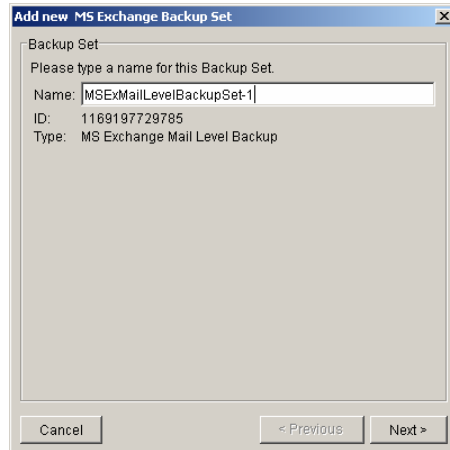 Add new MS Exchange Backup Set
Backup Set
Please type a name for this Backup Set.
Name: MSExMailLevelBackupSet-1
ID: 1169197729785
Type: MS Exchange Mail Level Backup
Cancel < Previous Next >